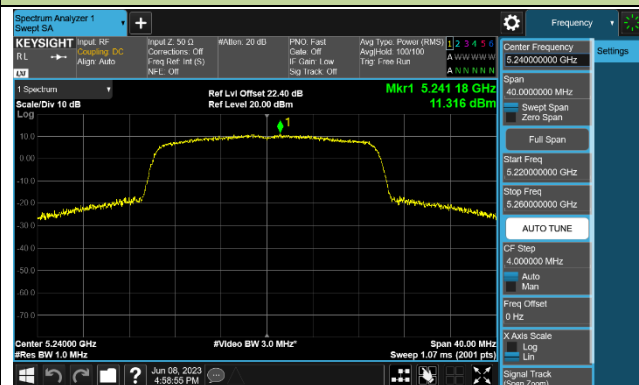 Spectrum Analyzer 1
Swept SA
+
Frequency
KEYSIGHT
RL
LXI
Input: RF
Coupling: DC
Align: Auto
Input Z: 50 Ω
Corrections: Off
Freq Ref: Int (S)
NFE: Off
#Atten: 20 dB
PNO: Fast
Gate: Off
IF Gain: Low
Sig Track: Off
Avg Type: Power (RMS)
Avg|Hold: 100/100
Trig: Free Run
1 2 3 4 5 6
A W W W W W
A N N N N N
1 Spectrum
Scale/Div 10 dB
Log
Ref Lvl Offset 22.40 dB
Ref Level 20.00 dBm
Mkr1 5.241 18 GHz
11.316 dBm
1
10.0
0.00
-10.0
-20.0
-30.0
-40.0
-50.0
-60.0
-70.0
Center 5.24000 GHz
#Res BW 1.0 MHz
#Video BW 3.0 MHz*
Span 40.00 MHz
Sweep 1.07 ms (2001 pts)
Center Frequency
5.240000000 GHz
Span
40.0000000 MHz
Swept Span
Zero Span
Full Span
Start Freq
5.220000000 GHz
Stop Freq
5.260000000 GHz
AUTO TUNE
CF Step
4.000000 MHz
Auto
Man
Freq Offset
0 Hz
X Axis Scale
Log
Lin
Signal Track
(Span Zoom)
Settings
?
Jun 08, 2023
4:58:55 PM